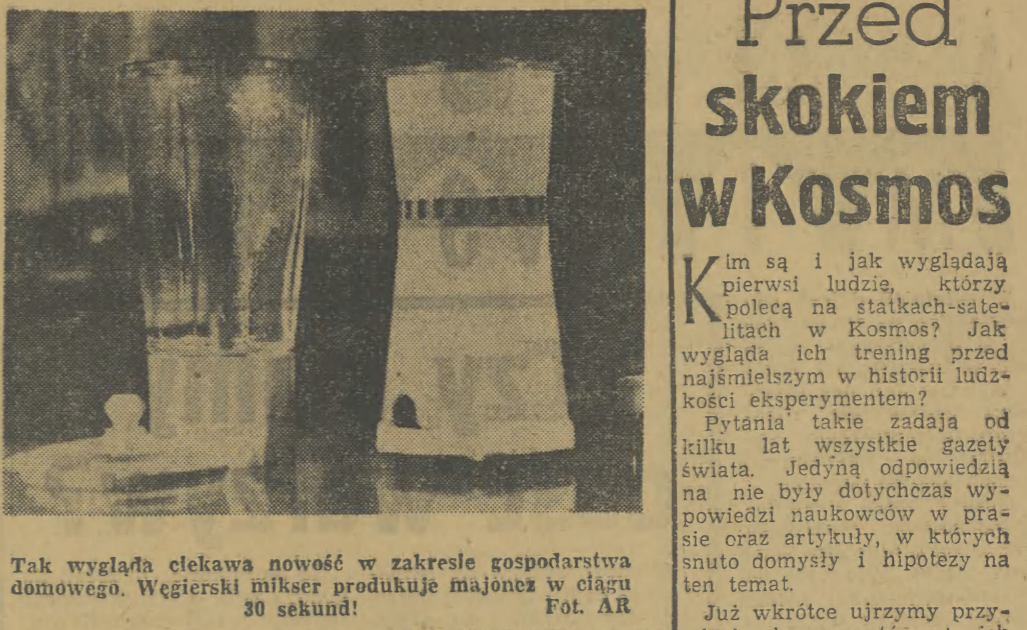 Tak wygląda ciekawa nowość w zakresie gospodarstwa
domowego. Węgierski mikser produkuje majonez w ciągu
30 sekund! Fot. AR
Przed
skokiem
w Kosmos
Kim są i jak wyglądają
pierwsi ludzie, którzy
polecą na statkach-sate-
litach w Kosmos? Jak
wygląda ich trening przed
najśmielszym w historii ludz-
kości eksperymentem?
Pytania takie zadają od
kilku lat wszystkie gazety
świata. Jedyną odpowiedzią
na nie były dotychczas wy-
powiedzi naukowców w pra-
sie oraz artykuły, w których
snuto domysły i hipotezy na
ten temat.
Już wkrótce ujrzymy przy-